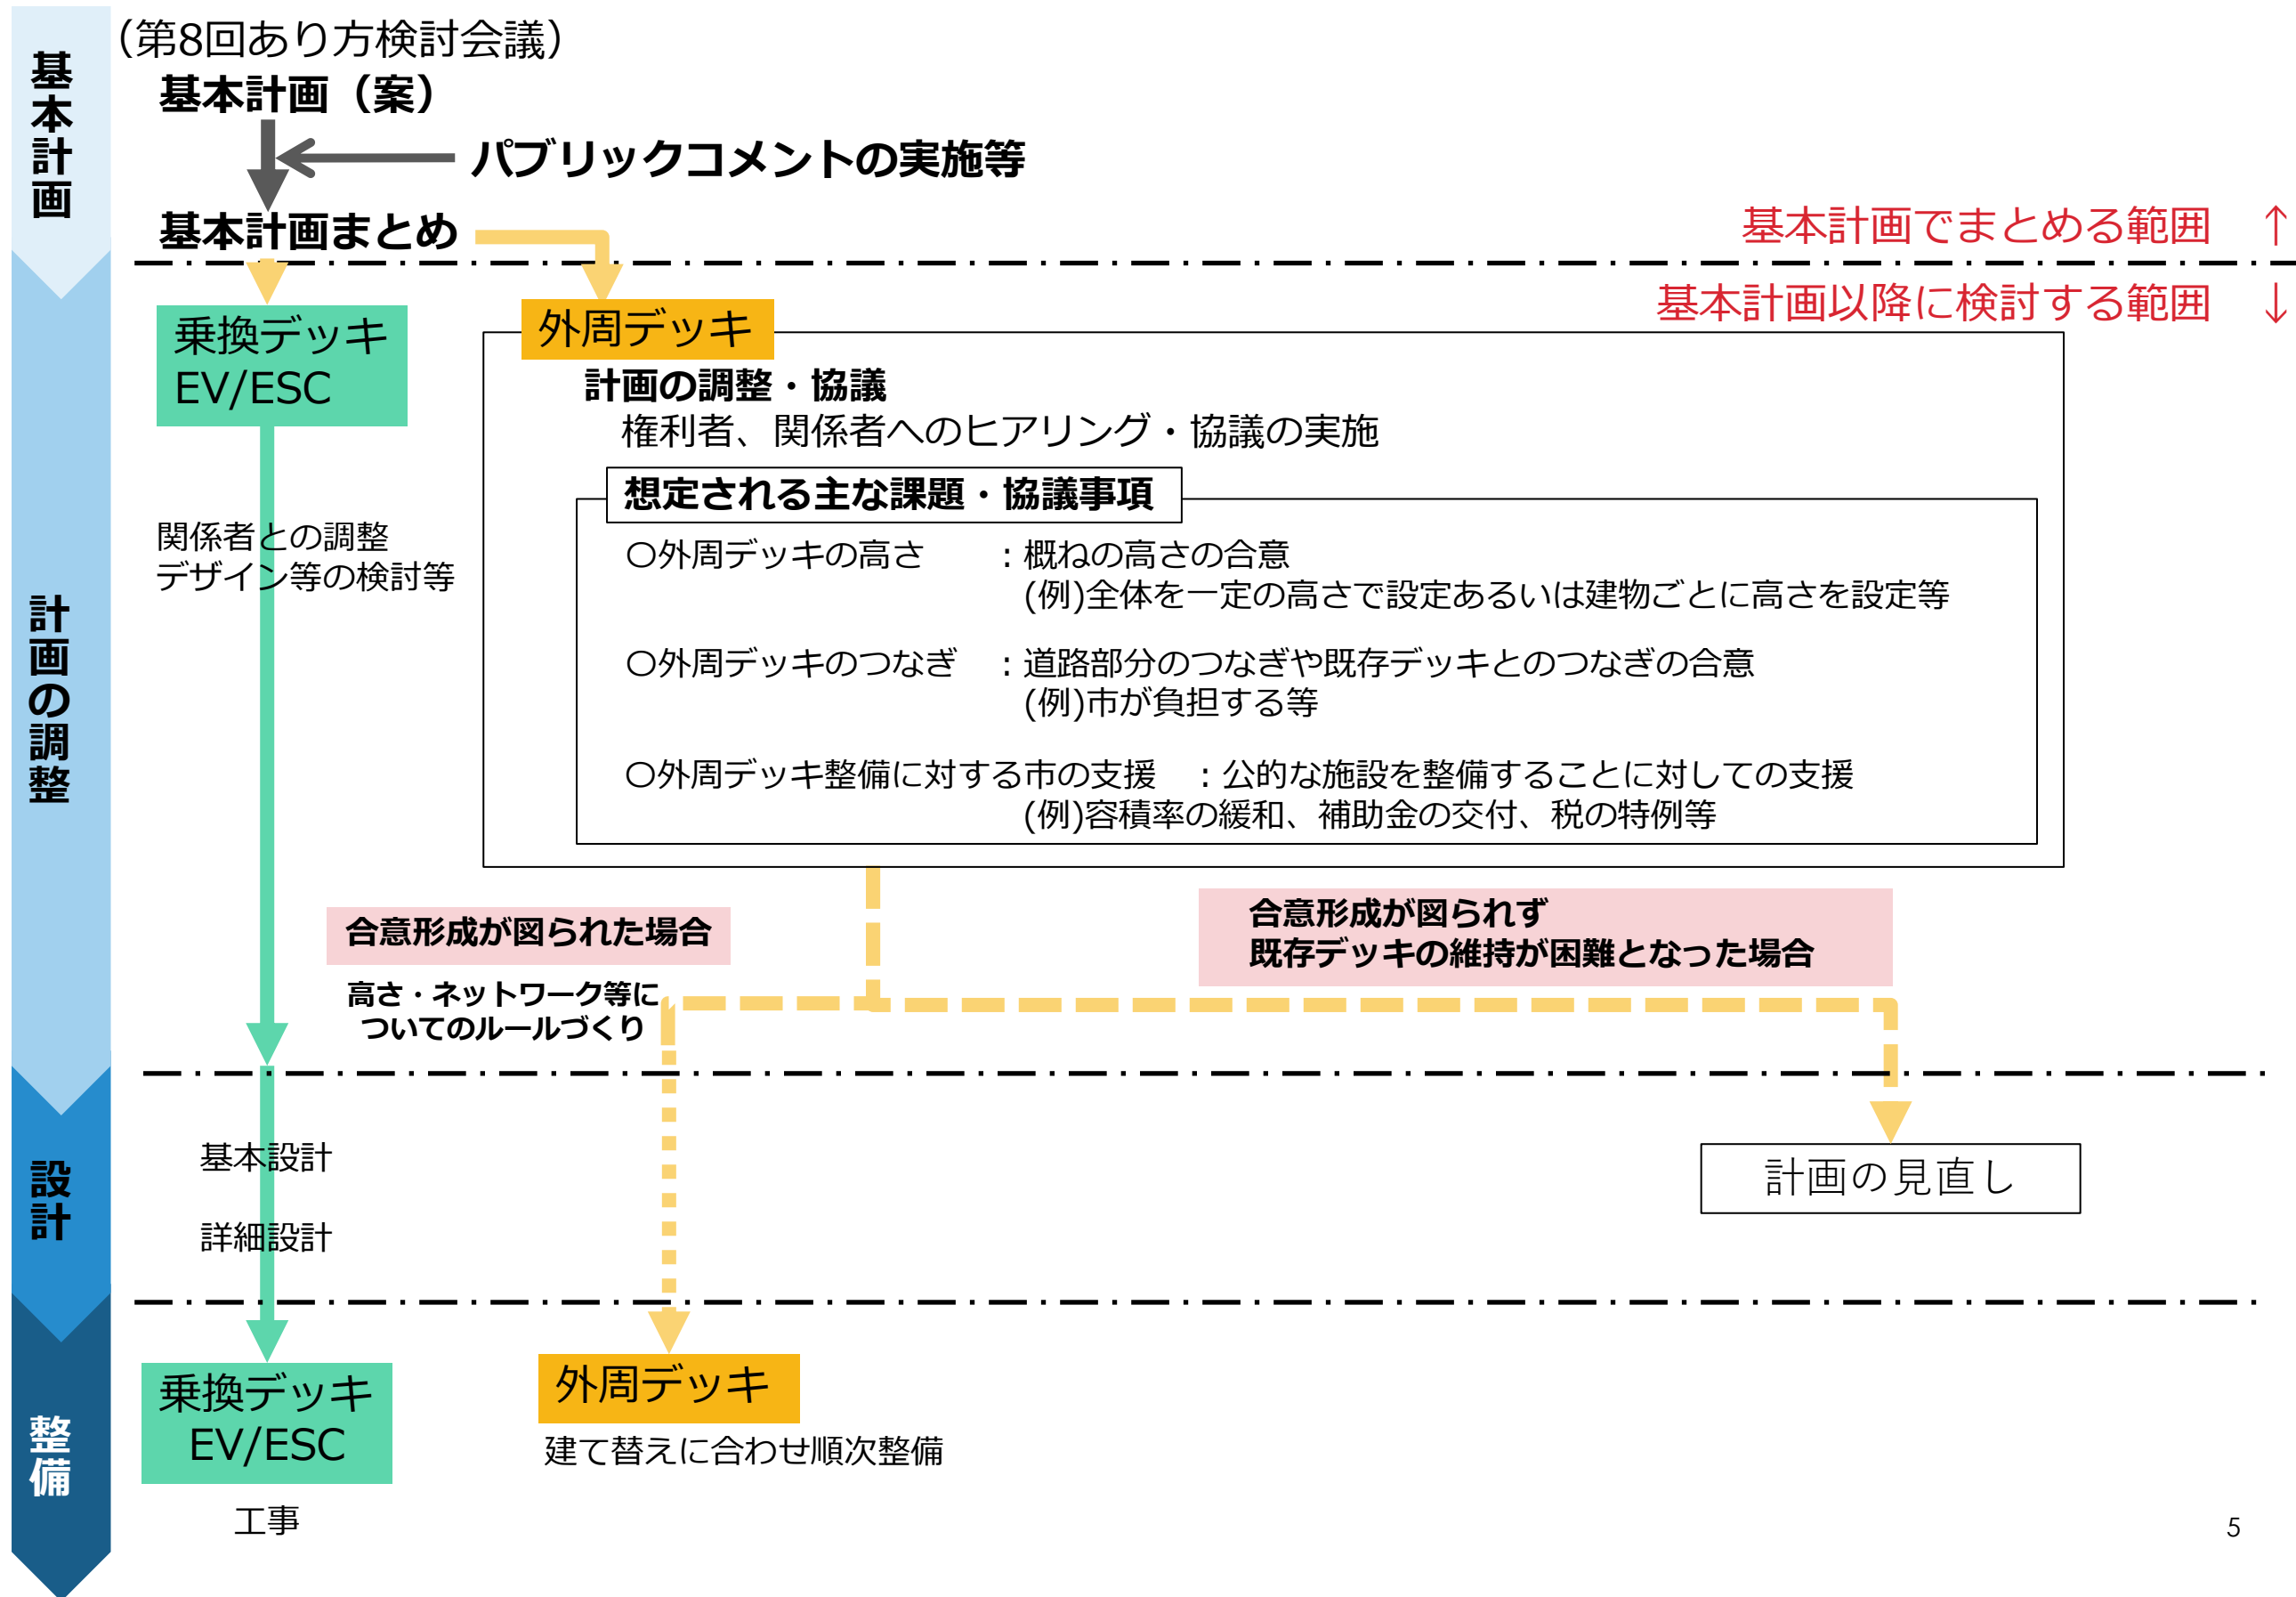 基本計画
（第8回あり方検討会議）
基本計画（案）
パブリックコメントの実施等
基本計画まとめ
基本計画でまとめる範囲 ↑
基本計画以降に検討する範囲 ↓
計画の調整
乗換デッキ
EV/ESC
関係者との調整
デザイン等の検討等
外周デッキ
計画の調整・協議
権利者、関係者へのヒアリング・協議の実施
想定される主な課題・協議事項
〇外周デッキの高さ ：概ねの高さの合意
(例)全体を一定の高さで設定あるいは建物ごとに高さを設定等
〇外周デッキのつなぎ ：道路部分のつなぎや既存デッキとのつなぎの合意
(例)市が負担する等
〇外周デッキ整備に対する市の支援 ：公的な施設を整備することに対しての支援
(例)容積率の緩和、補助金の交付、税の特例等
合意形成が図られた場合
高さ・ネットワーク等に
ついてのルールづくり
合意形成が図られず
既存デッキの維持が困難となった場合
設計
基本設計
詳細設計
計画の見直し
整備
乗換デッキ
EV/ESC
工事
外周デッキ
建て替えに合わせ順次整備
5